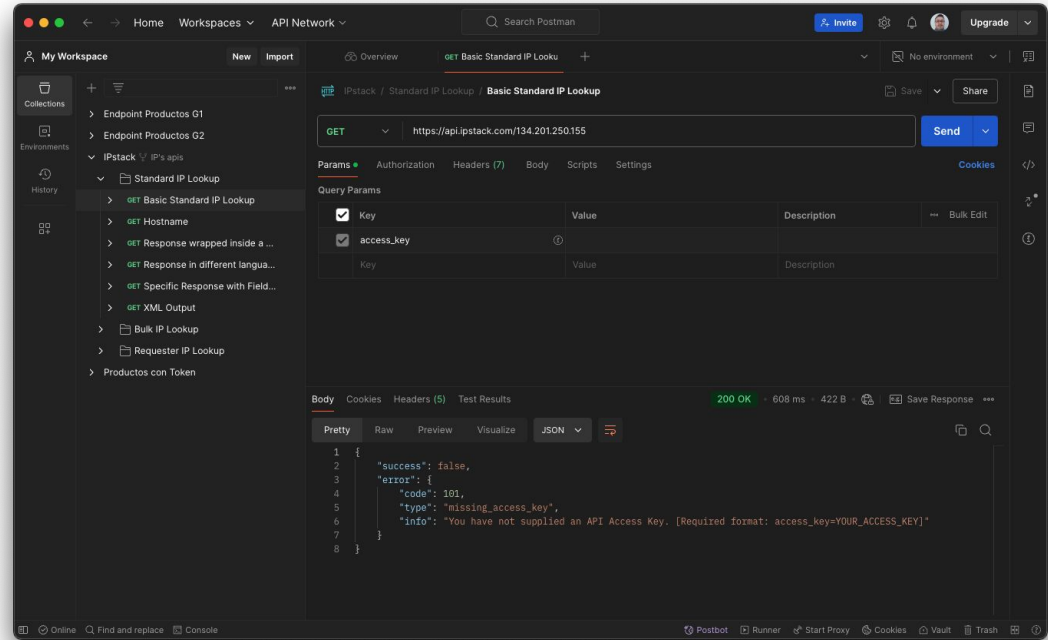 Home Workspaces API Network Search Postman Invite Upgrade
My Workspace New Import Overview GET Basic Standard IP Looku No environment
Collections
Environments
History
Endpoint Productos G1
Endpoint Productos G2
IPstack IP's apis
Standard IP Lookup
GET Basic Standard IP Lookup
GET Hostname
GET Response wrapped inside a ...
GET Response in different langua...
GET Specific Response with Field...
GET XML Output
Bulk IP Lookup
Requester IP Lookup
Productos con Token
HTTP IPstack / Standard IP Lookup / Basic Standard IP Lookup Save Share
GET https://api.ipstack.com/134.201.250.155 Send
Params Authorization Headers (7) Body Scripts Settings Cookies
Query Params
Key Value Description Bulk Edit
access_key
Key Value Description
Body Cookies Headers (5) Test Results 200 OK 608 ms 422 B Save Response
Pretty Raw Preview Visualize JSON
1 {
2 "success": false,
3 "error": {
4 "code": 101,
5 "type": "missing_access_key",
6 "info": "You have not supplied an API Access Key. [Required format: access_key=YOUR_ACCESS_KEY]"
7 }
8 }
Online Find and replace Console Postbot Runner Start Proxy Cookies Vault Trash